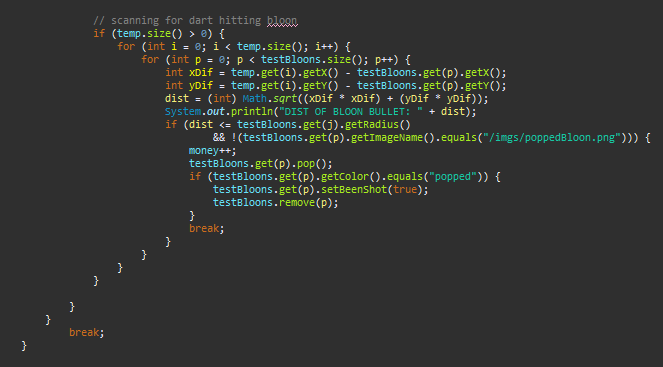 // scanning for dart hitting bloon
if (temp.size() > 0) {
for (int i = 0; i < temp.size(); i++) {
for (int p = 0; p < testBloons.size(); p++) {
int xDif = temp.get(i).getX() - testBloons.get(p).getX();
int yDif = temp.get(i).getY() - testBloons.get(p).getY();
dist = (int) Math.sqrt((xDif * xDif) + (yDif * yDif));
System.out.println("DIST OF BLOON BULLET: " + dist);
if (dist <= testBloons.get(j).getRadius()
&& !(testBloons.get(p).getImageName().equals("/imgs/poppedBloon.png"))) {
money++;
testBloons.get(p).pop();
if (testBloons.get(p).getColor().equals("popped")) {
testBloons.get(p).setBeenShot(true);
testBloons.remove(p);
}
break;
}
}
}
}
}
}
break;
}